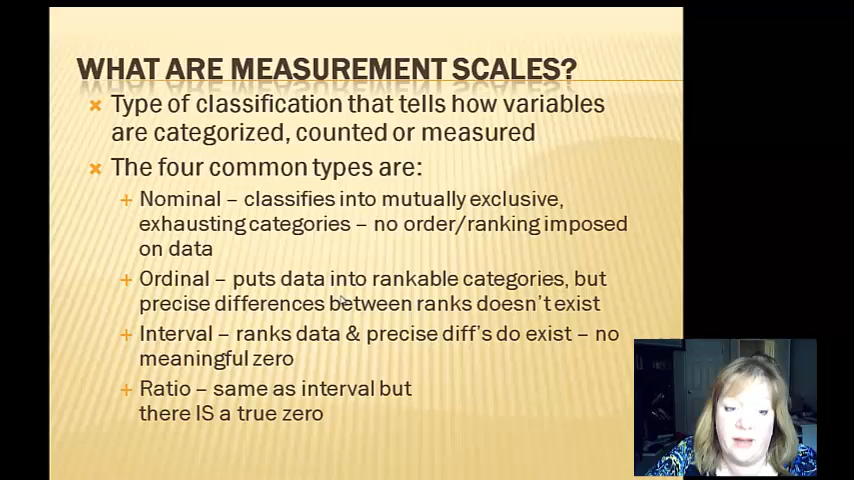 WHAT ARE MEASUREMENT SCALES?
Type of classification that tells how variables
are categorized, counted or measured
The four common types are:
Nominal – classifies into mutually exclusive,
exhausting categories – no order/ranking imposed
on data
Ordinal – puts data into rankable categories, but
precise differences between ranks doesn't exist
Interval – ranks data & precise diff's do exist – no
meaningful zero
Ratio – same as interval but
there IS a true zero